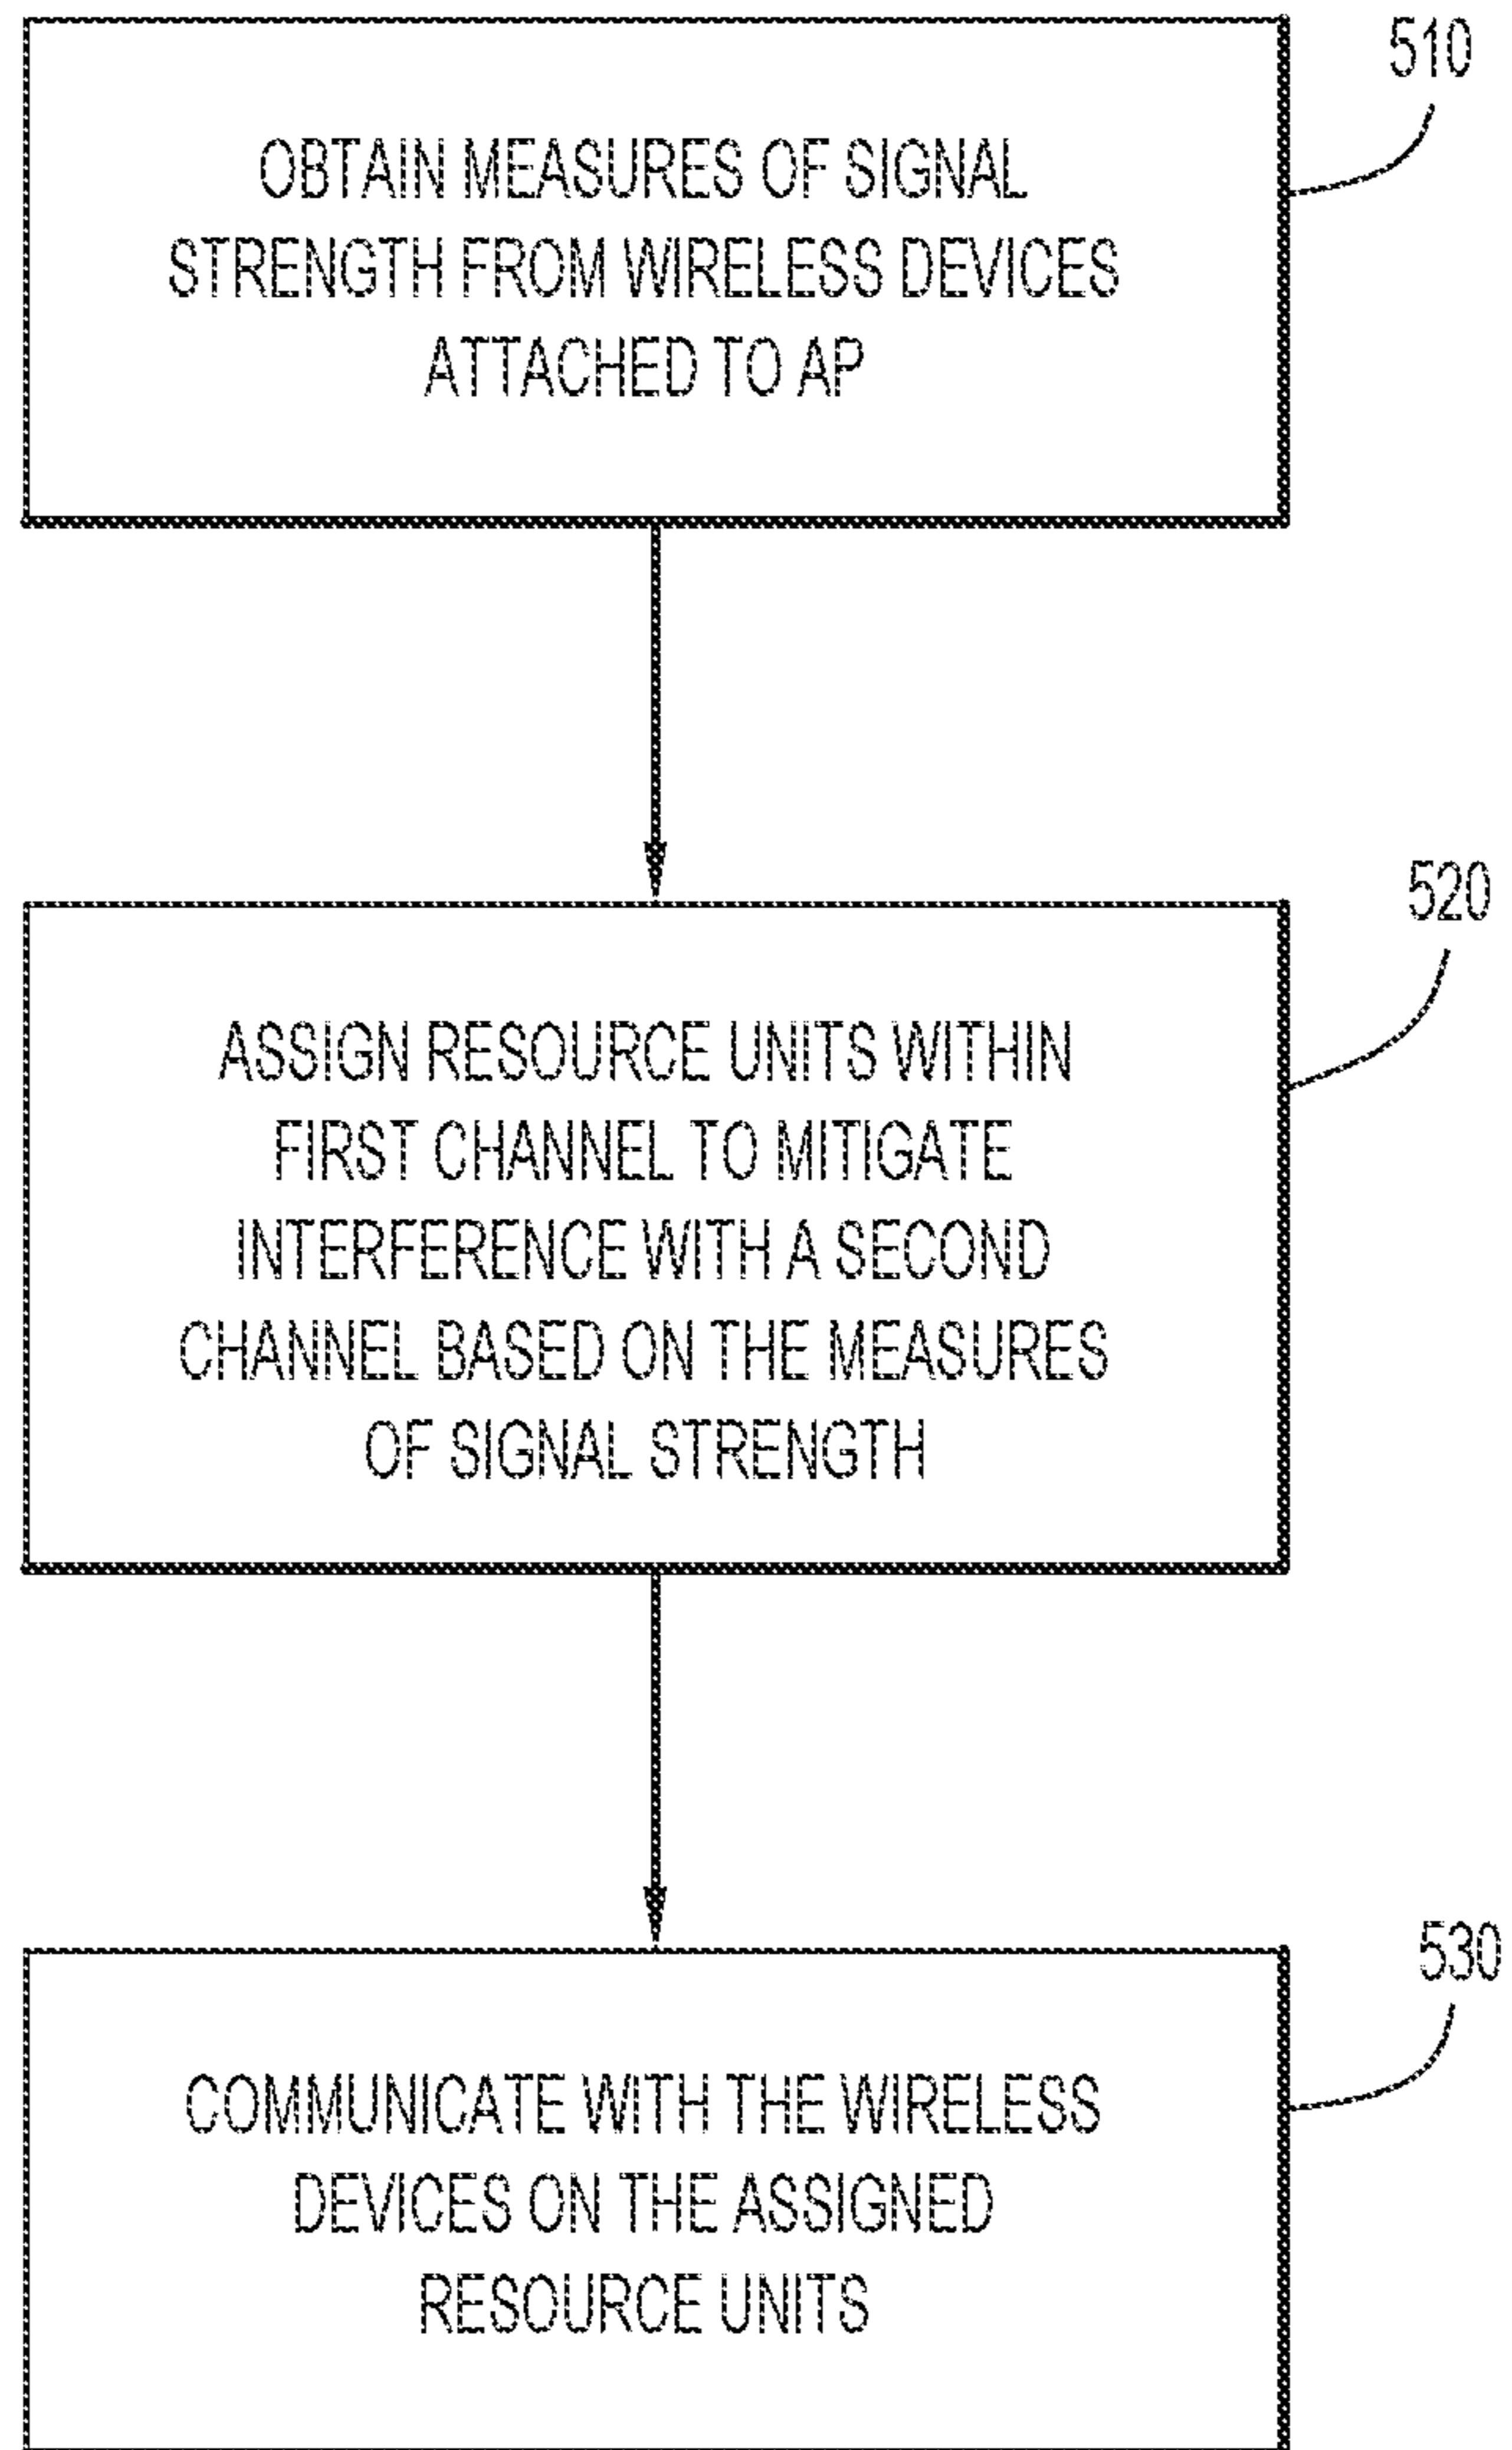 510
OBTAIN MEASURES OF SIGNAL
STRENGTH FROM WIRELESS DEVICES
ATTACHED TO AP
520
ASSIGN RESOURCE UNITS WITHIN
FIRST CHANNEL TO MITIGATE
INTERFERENCE WITH A SECOND
CHANNEL BASED ON THE MEASURES
OF SIGNAL STRENGTH
530
COMMUNICATE WITH THE WIRELESS
DEVICES ON THE ASSIGNED
RESOURCE UNITS